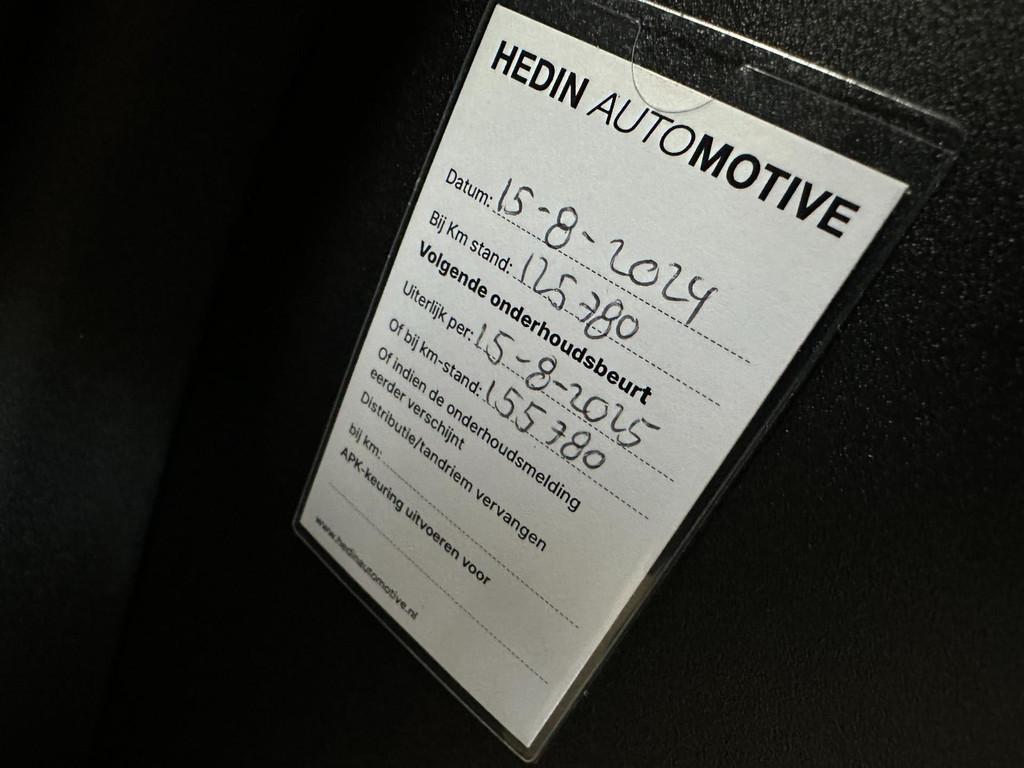 HEDIN AUTOMOTIVE
Datum: 15-8-2024
Bij Km stand: 125780
Volgende onderhoudsbeurt
Uiterlijk per: 15-8-2025
Of bij km-stand: 155780
Of indien de onderhoudsmelding
eerder verschijnt
Distributie/tandriem vervangen
bij km:
APK-keuring uitvoeren voor
www.hedinautomotive.nl